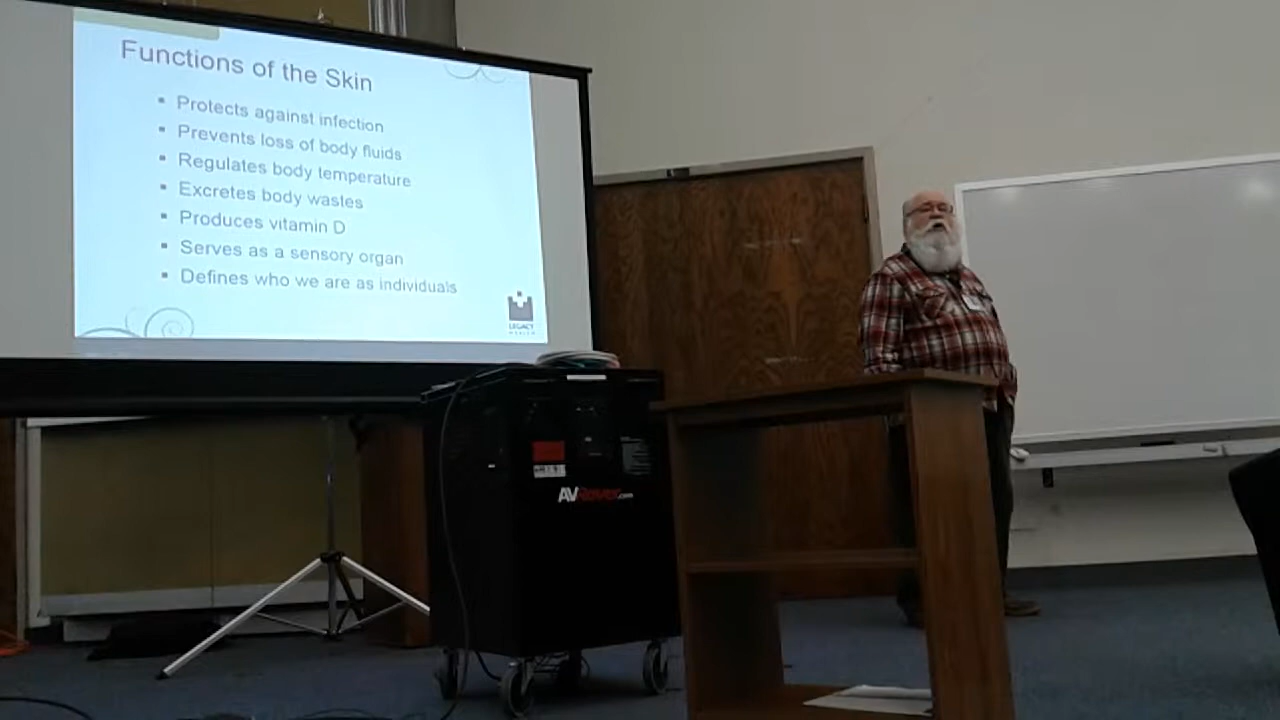 Functions of the Skin
▪ Protects against infection
▪ Prevents loss of body fluids
▪ Regulates body temperature
▪ Excretes body wastes
▪ Produces vitamin D
▪ Serves as a sensory organ
▪ Defines who we are as individuals
LEGACY
AVRover.com